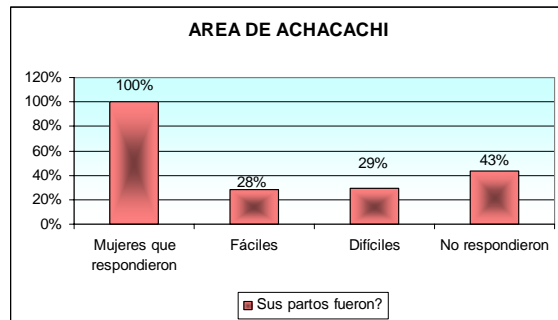 AREA DE ACHACACHI
120%
100%
80%
60%
40%
20%
0%
100%
28%
29%
43%
Mujeres que
respondieron
Fáciles
Difíciles
No respondieron
Sus partos fueron?